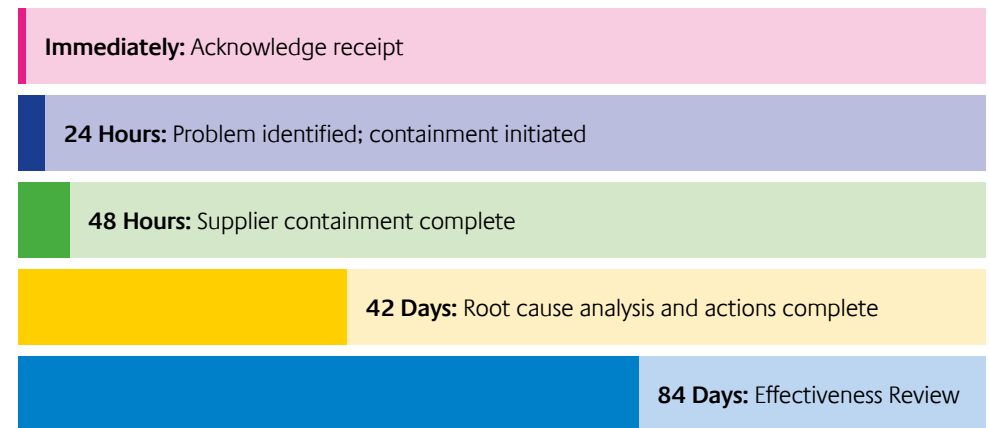 Immediately: Acknowledge receipt
24 Hours: Problem identified; containment initiated
48 Hours: Supplier containment complete
42 Days: Root cause analysis and actions complete
84 Days: Effectiveness Review